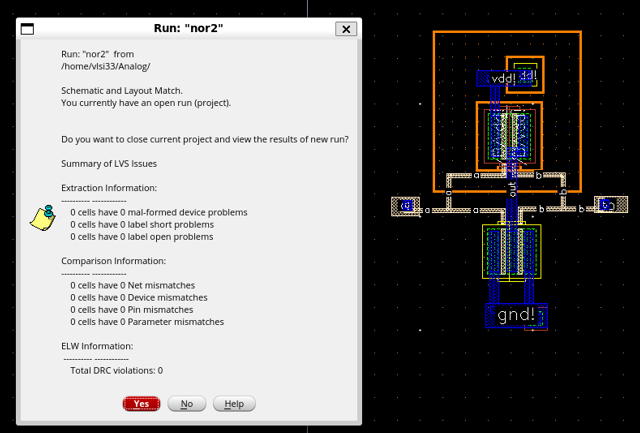 Run: "nor2"
Run: "nor2" from
/home/vlsi33/Analog/
Schematic and Layout Match.
You currently have an open run (project).
Do you want to close current project and view the results of new run?
Summary of LVS Issues
Extraction Information:
---------- ------------
0 cells have 0 mal-formed device problems
0 cells have 0 label short problems
0 cells have 0 label open problems
Comparison Information:
---------- ------------
0 cells have 0 Net mismatches
0 cells have 0 Device mismatches
0 cells have 0 Pin mismatches
0 cells have 0 Parameter mismatches
ELW Information:
---------- ------------
Total DRC violations: 0
Yes No Help
vdd!
a b
a b
out
a a b b b
gnd!